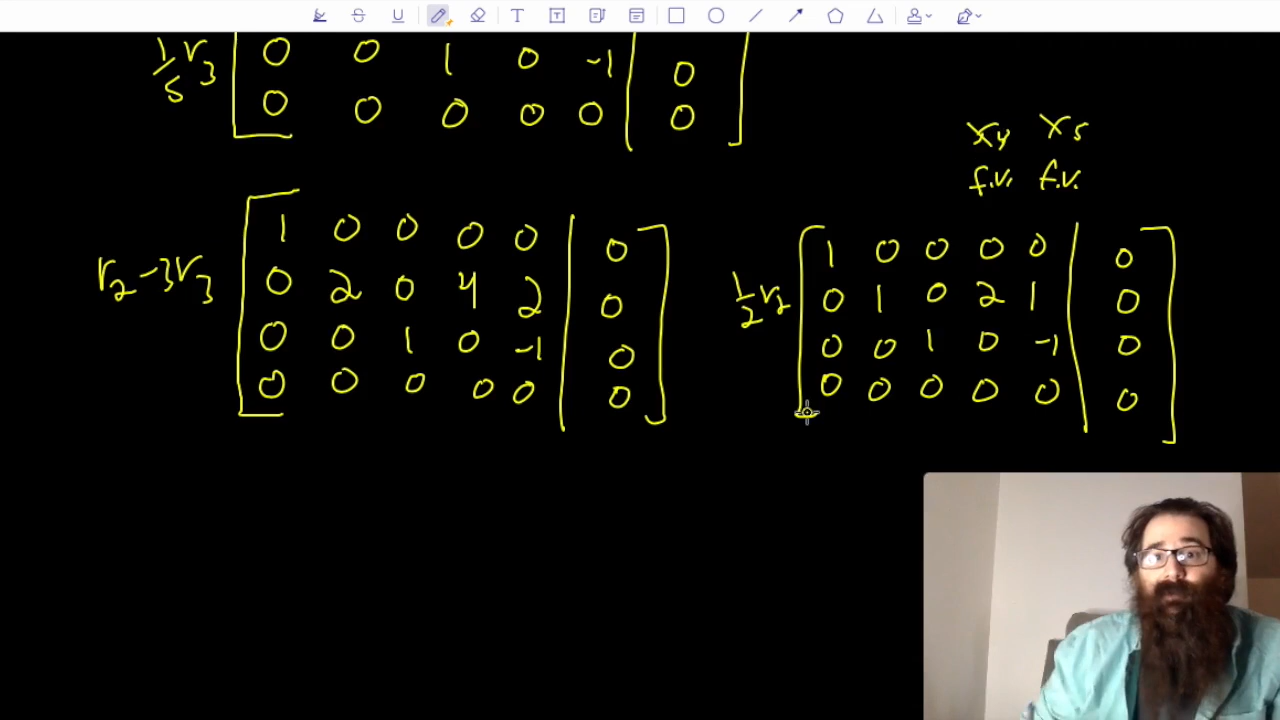 1/5 r3 0 0 1 0 -1 | 0
0 0 0 0 0 | 0
x4 x5
f.v. f.v.
1 0 0 0 0 | 0
r2 - 3r3 0 2 0 4 2 | 0
0 0 1 0 -1 | 0
0 0 0 0 0 | 0
1 0 0 0 0 | 0
1/2 r2 0 1 0 2 1 | 0
0 0 1 0 -1 | 0
0 0 0 0 0 | 0